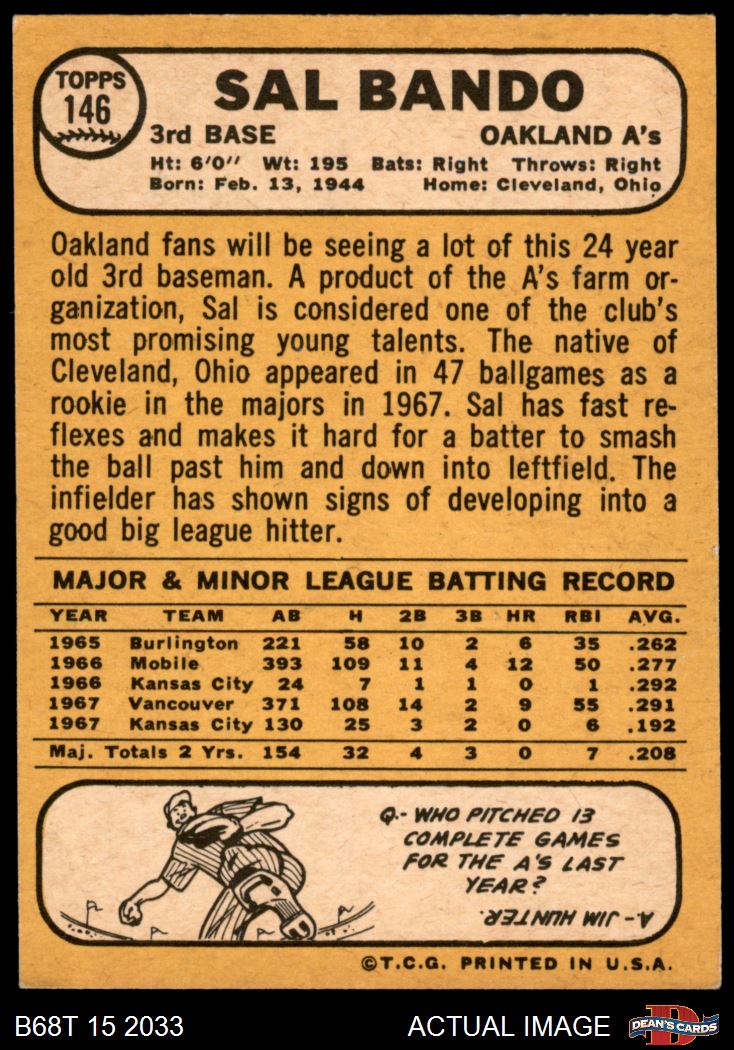 TOPPS
146
SAL BANDO
3rd BASE OAKLAND A's
Ht: 6'0" Wt: 195 Bats: Right Throws: Right
Born: Feb. 13, 1944 Home: Cleveland, Ohio
Oakland fans will be seeing a lot of this 24 year
old 3rd baseman. A product of the A's farm or-
ganization, Sal is considered one of the club's
most promising young talents. The native of
Cleveland, Ohio appeared in 47 ballgames as a
rookie in the majors in 1967. Sal has fast re-
flexes and makes it hard for a batter to smash
the ball past him and down into leftfield. The
infielder has shown signs of developing into a
good big league hitter.
MAJOR & MINOR LEAGUE BATTING RECORD
YEAR TEAM AB H 2B 3B HR RBI AVG.
1965 Burlington 221 58 10 2 6 35 .262
1966 Mobile 393 109 11 4 12 50 .277
1966 Kansas City 24 7 1 1 0 1 .292
1967 Vancouver 371 108 14 2 9 55 .291
1967 Kansas City 130 25 3 2 0 6 .192
Maj. Totals 2 Yrs. 154 32 4 3 0 7 .208
Q.- WHO PITCHED 13
COMPLETE GAMES
FOR THE A'S LAST
YEAR?
A- JIM HUNTER.
©T.C.G. PRINTED IN U.S.A.
B68T 15 2033 ACTUAL IMAGE
D
DEAN'S CARDS